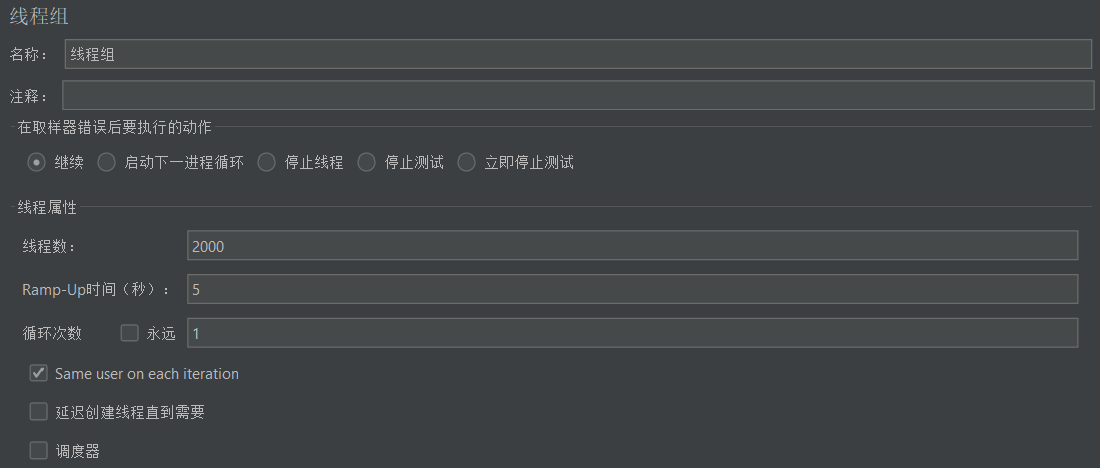 线程组
名称： 线程组
注释：
在取样器错误后要执行的动作
继续 启动下一进程循环 停止线程 停止测试 立即停止测试
线程属性
线程数： 2000
Ramp-Up时间（秒）： 5
循环次数 永远 1
Same user on each iteration
延迟创建线程直到需要
调度器